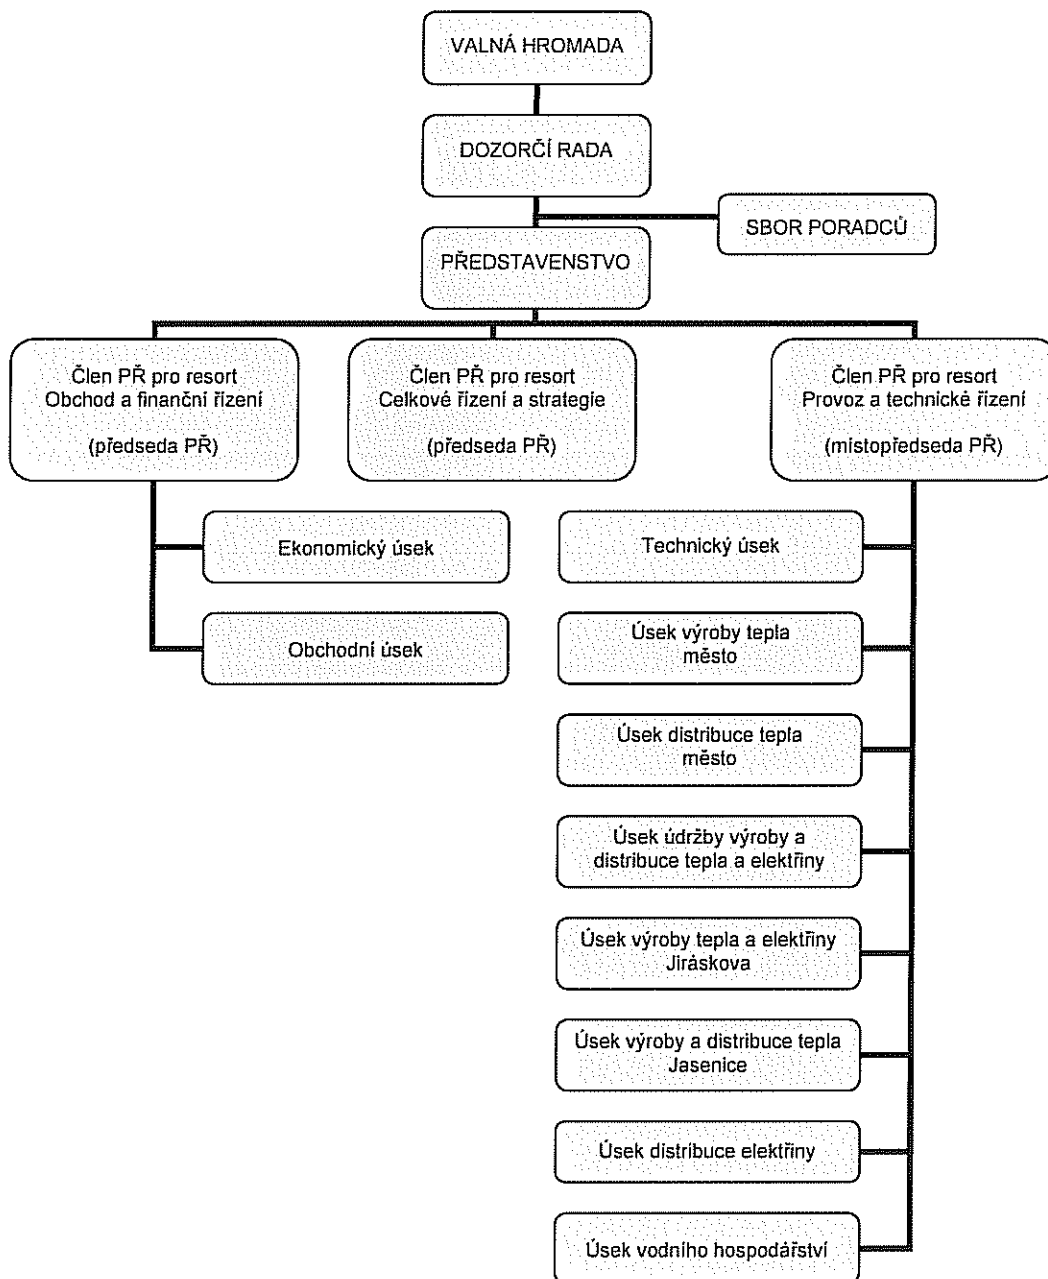 VALNÁ HROMADA
DOZORČÍ RADA
SBOR PORADCŮ
PŘEDSTAVENSTVO
Člen PŘ pro resort
Obchod a finanční řízení
(předseda PŘ)
Člen PŘ pro resort
Celkové řízení a strategie
(předseda PŘ)
Člen PŘ pro resort
Provoz a technické řízení
(místopředseda PŘ)
Ekonomický úsek
Technický úsek
Obchodní úsek
Úsek výroby tepla
město
Úsek distribuce tepla
město
Úsek údržby výroby a
distribuce tepla a elektřiny
Úsek výroby tepla a elektřiny
Jiráskova
Úsek výroby a distribuce tepla
Jasenice
Úsek distribuce elektřiny
Úsek vodního hospodářství